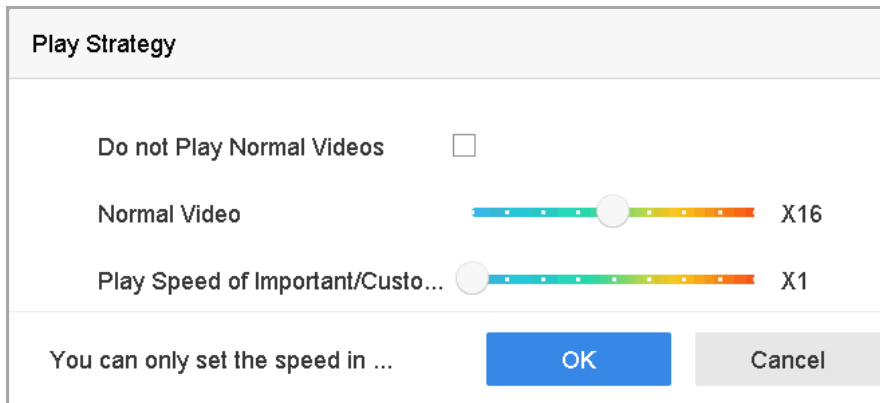 Play Strategy
Do not Play Normal Videos
Normal Video X16
Play Speed of Important/Custo... X1
You can only set the speed in ... OK Cancel